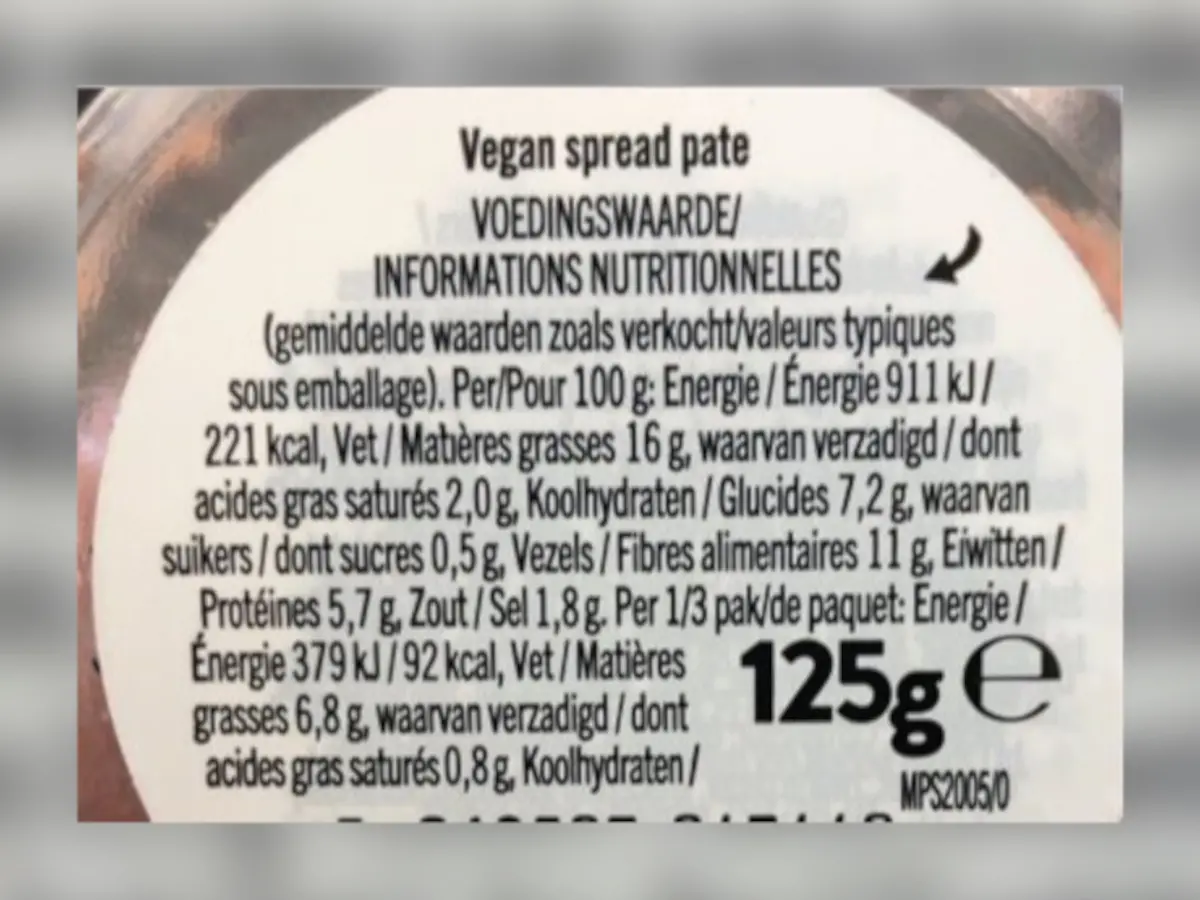 Vegan spread pate
VOEDINGSWAARDE/
INFORMATIONS NUTRITIONNELLES
(gemiddelde waarden zoals verkocht/valeurs typiques
sous emballage). Per/Pour 100 g: Energie / Énergie 911 kJ /
221 kcal, Vet / Matières grasses 16 g, waarvan verzadigd / dont
acides gras saturés 2,0 g, Koolhydraten / Glucides 7,2 g, waarvan
suikers / dont sucres 0,5 g, Vezels / Fibres alimentaires 11 g, Eiwitten /
Protéines 5,7 g, Zout / Sel 1,8 g. Per 1/3 pak/de paquet: Energie /
Énergie 379 kJ / 92 kcal, Vet / Matières
grasses 6,8 g, waarvan verzadigd / dont
acides gras saturés 0,8 g, Koolhydraten /
125g e
MPS2005/0